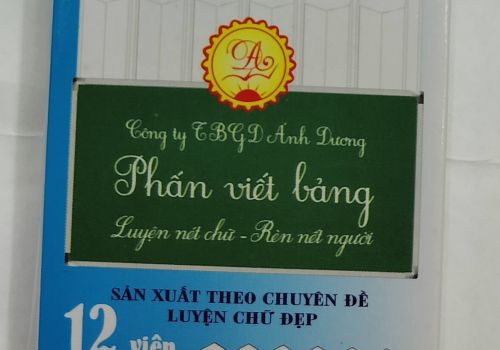 Công ty TBGD Ánh Dương
Phấn viết bảng
Luyện nét chữ - Rèn nết người
SẢN XUẤT THEO CHUYÊN ĐỀ
LUYỆN CHỮ ĐẸP
12 viên